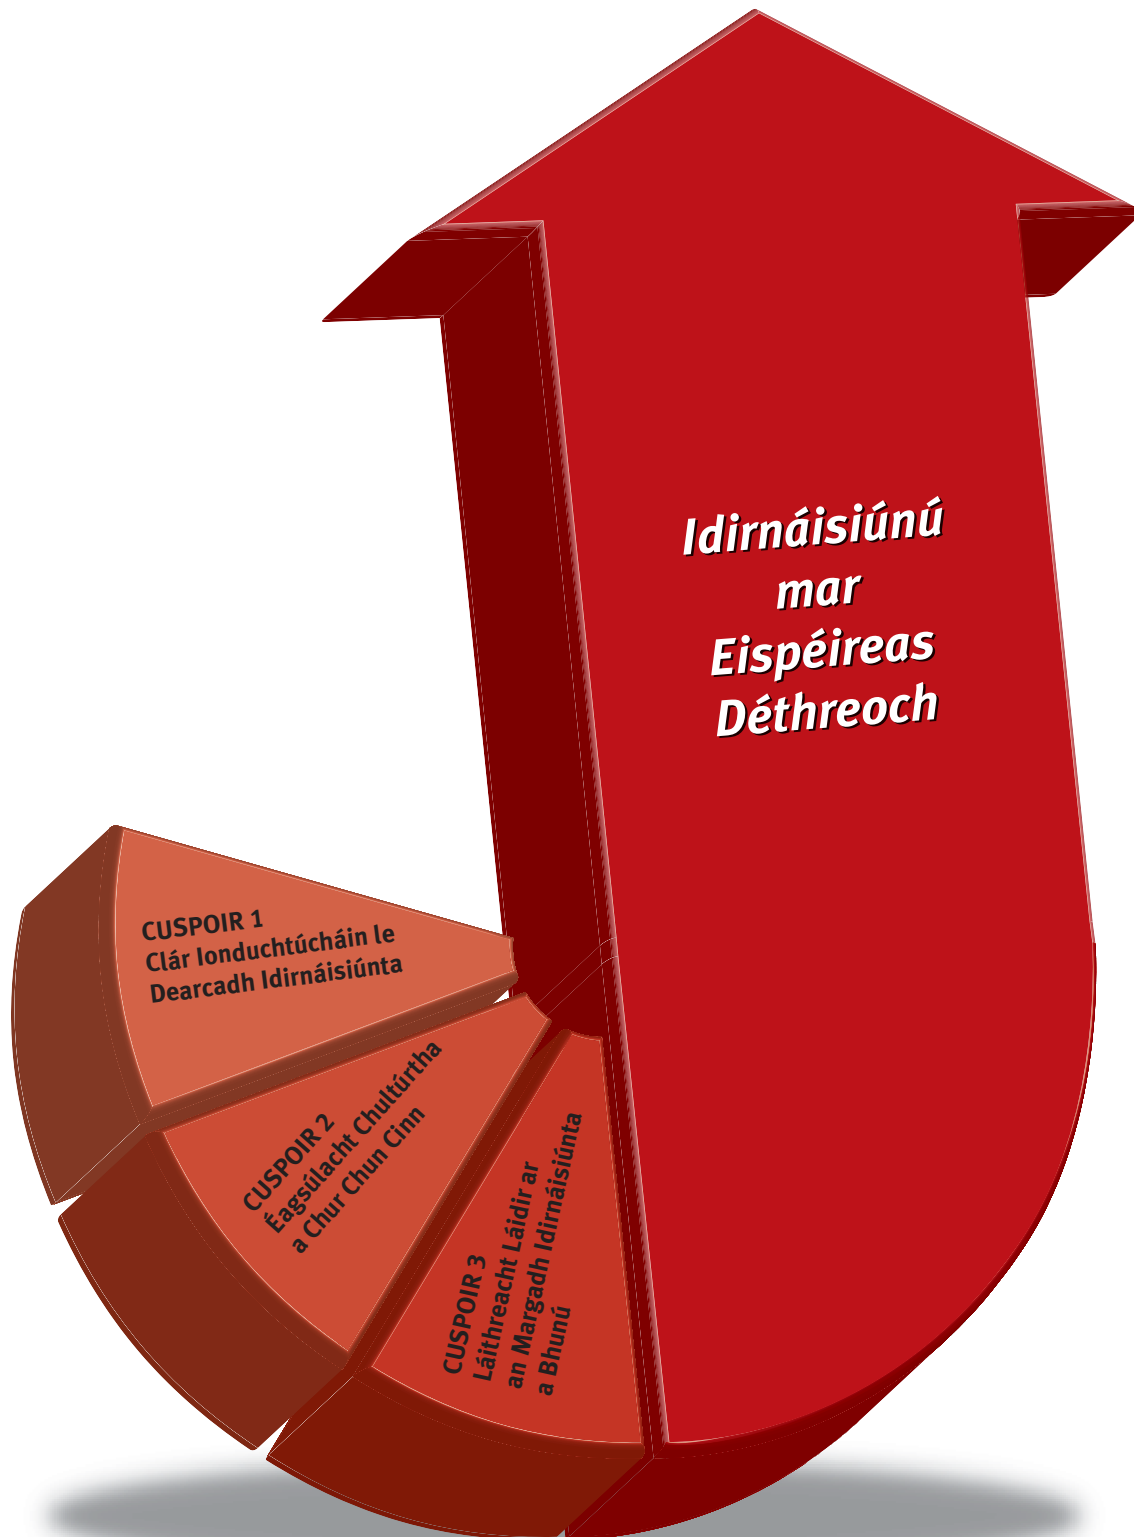 Idirnáisiúnú
mar
Eispéireas
Déthreoch
CUSPOIR 1
Clár Ionduchtúcháin le
Dearcadh Idirnáisiúnta
CUSPOIR 2
Éagsúlacht Chultúrtha
a Chur Chun Cinn
CUSPOIR 3
Láithreacht Láidir ar
an Margadh Idirnáisiúnta
a Bhunú